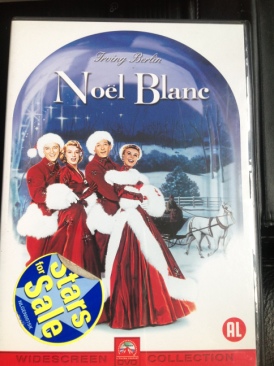 Irving Berlin
Noël Blanc
Stars
for
Sale
AL
WIDESCREEN COLLECTION